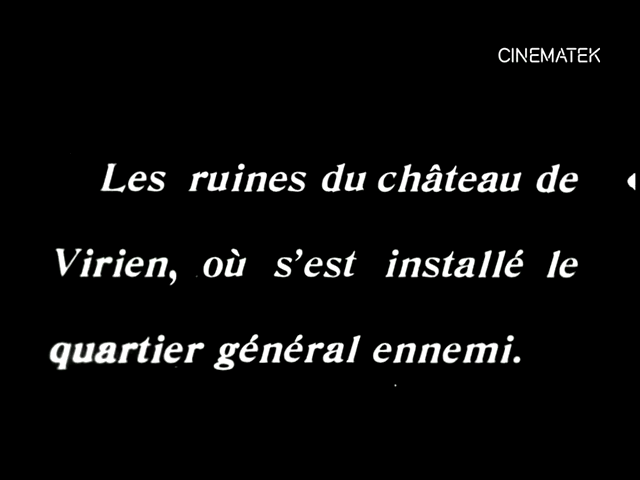 CINEMATEK
Les ruines du château de
Virien, où s'est installé le
quartier général ennemi.